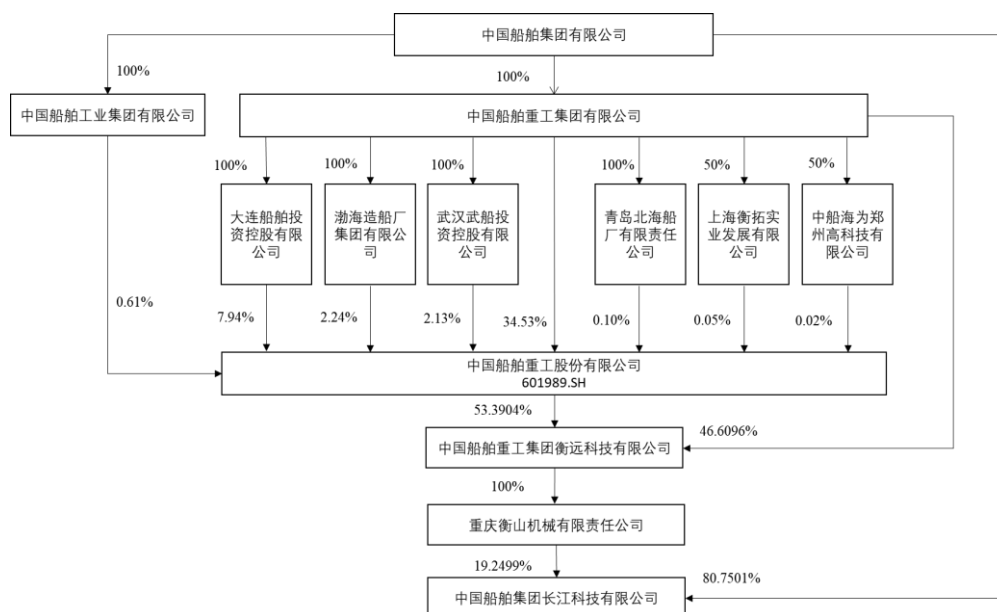 中国船舶集团有限公司
100%
100%
中国船舶工业集团有限公司
中国船舶重工集团有限公司
100%
100%
100%
100%
50%
50%
大连船舶投
资控股有限
公司
渤海造船厂
集团有限公
司
武汉武船投
资控股有限
公司
青岛北海船
厂有限责任
公司
上海衡拓实
业发展有限
公司
中船海为郑
州高科技有
限公司
0.61%
7.94%
2.24%
2.13%
34.53%
0.10%
0.05%
0.02%
中国船舶重工股份有限公司
601989.SH
53.3904%
46.6096%
中国船舶重工集团衡远科技有限公司
100%
重庆衡山机械有限责任公司
19.2499%
80.7501%
中国船舶集团长江科技有限公司